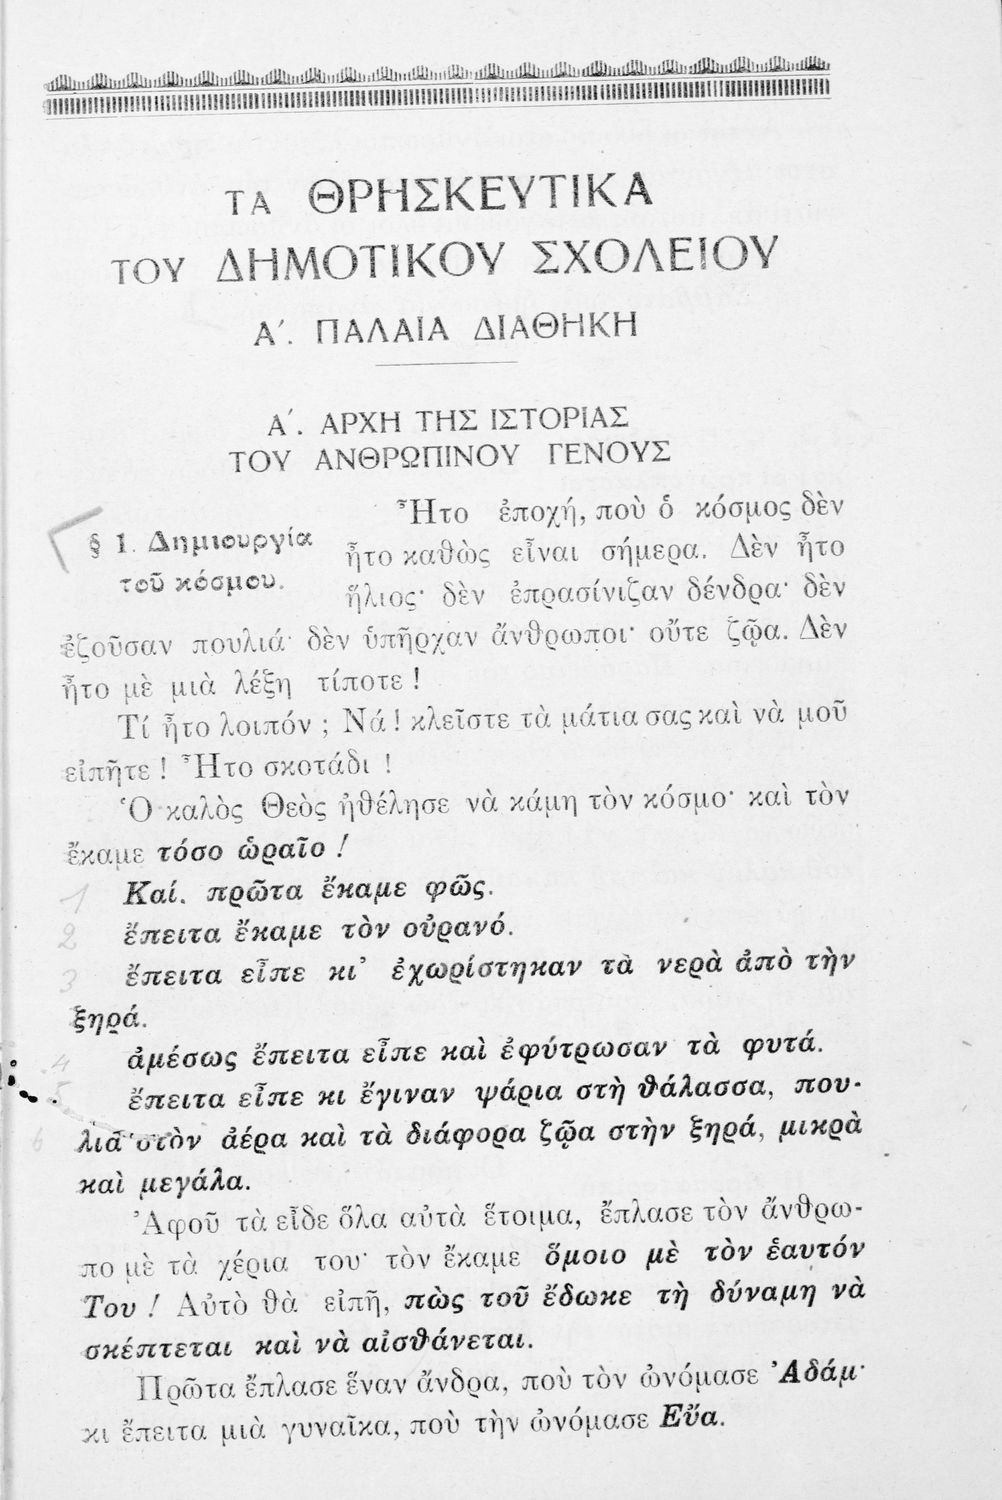 ΤΑ ΘΡΗΣΚΕΥΤΙΚΑ
ΤΟΥ ΔΗΜΟΤΙΚΟΥ ΣΧΟΛΕΙΟΥ
Α΄. ΠΑΛΑΙΑ ΔΙΑΘΗΚΗ
Α΄. ΑΡΧΗ ΤΗΣ ΙΣΤΟΡΙΑΣ
ΤΟΥ ΑΝΘΡΩΠΙΝΟΥ ΓΕΝΟΥΣ
§ 1. Δημιουργία
τοῦ κόσμου.
Ἦτο ἐποχή, ποὺ ὁ κόσμος δὲν
ἦτο καθὼς εἶναι σήμερα. Δὲν ἦτο
ἥλιος· δὲν ἐπρασίνιζαν δένδρα· δὲν
ἐζοῦσαν πουλιά· δὲν ὑπῆρχαν ἄνθρωποι· οὔτε ζῷα. Δὲν
ἦτο μὲ μιὰ λέξη τίποτε !
Τί ἦτο λοιπόν ; Νά ! κλεῖστε τὰ μάτια σας καὶ νὰ μοῦ
εἰπῆτε ! Ἦτο σκοτάδι !
Ὁ καλὸς Θεὸς ἠθέλησε νὰ κάμη τὸν κόσμο· καὶ τὸν
ἔκαμε τόσο ὡραῖο !
1 Καί. πρῶτα ἔκαμε φῶς.
2 ἔπειτα ἔκαμε τὸν οὐρανό.
3 ἔπειτα εἶπε κι' ἐχωρίστηκαν τὰ νερὰ ἀπὸ τὴν
ξηρά.
4 ἀμέσως ἔπειτα εἶπε καὶ ἐφύτρωσαν τὰ φυτά.
5 ἔπειτα εἶπε κι ἔγιναν ψάρια στὴ θάλασσα, που-
6 λιὰ 'στὸν ἀέρα καὶ τὰ διάφορα ζῷα στὴν ξηρά, μικρὰ
καὶ μεγάλα.
Ἀφοῦ τὰ εἶδε ὅλα αὐτὰ ἕτοιμα, ἔπλασε τὸν ἄνθρω-
πο μὲ τὰ χέρια του· τὸν ἔκαμε ὅμοιο μὲ τὸν ἑαυτόν
Του ! Αὐτὸ θὰ εἰπῆ, πὼς τοῦ ἔδωκε τὴ δύναμη νὰ
σκέπτεται καὶ νὰ αἰσθάνεται.
Πρῶτα ἔπλασε ἕναν ἄνδρα, ποὺ τὸν ὠνόμασε Ἀδάμ·
κι ἔπειτα μιὰ γυναῖκα, ποὺ τὴν ὠνόμασε Εὔα.